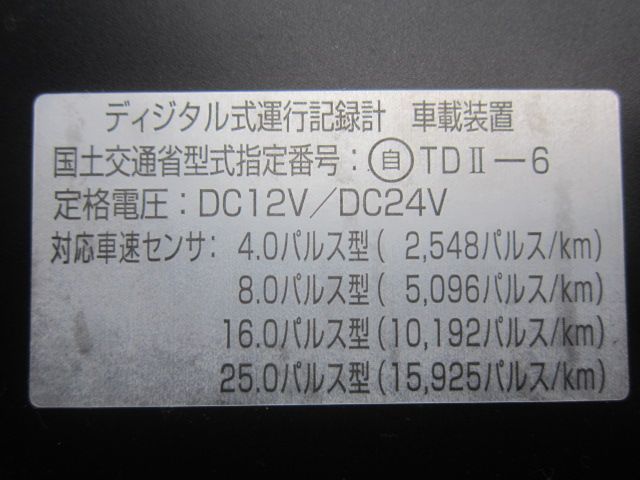 ディジタル式運行記録計 車載装置
国土交通省型式指定番号：㉂TDⅡ－6
定格電圧：DC12V／DC24V
対応車速センサ：4.0パルス型( 2,548パルス/km)
8.0パルス型( 5,096パルス/km)
16.0パルス型(10,192パルス/km)
25.0パルス型(15,925パルス/km)